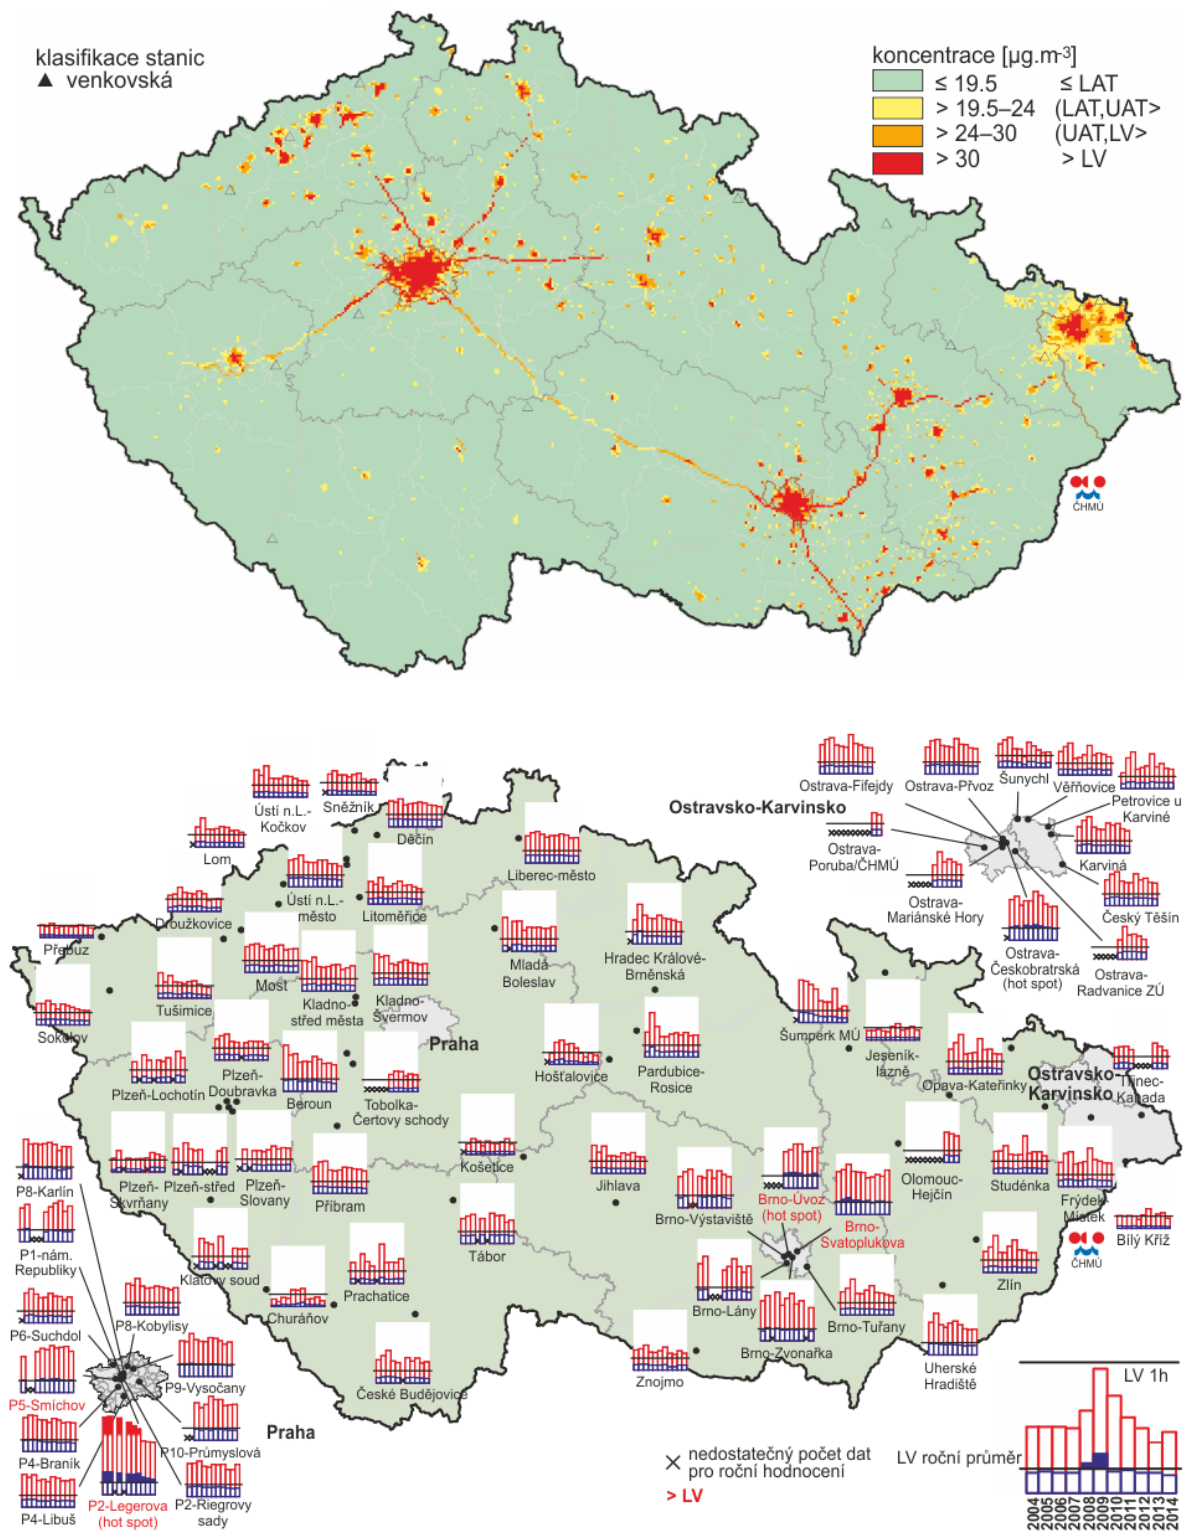 klasifikace stanic
▲ venkovská
koncentrace [µg.m-3]
≤ 19.5 ≤ LAT
> 19.5–24 (LAT,UAT>
> 24–30 (UAT,LV>
> 30 > LV
ČHMÚ
Ústí n.L.-
Kočkov
Sněžník
Děčín
Lom
Ústí n.L.-
město
Litoměřice
Liberec-město
Droužkovice
Přebuz
Most
Tušimice
Sokolov
Kladno-
střed města
Kladno-
Švermov
Mladá
Boleslav
Hradec Králové-
Brněnská
Praha
Plzeň-Lochotín
Plzeň-
Doubravka
Beroun
Tobolka-
Čertovy schody
Hošťalovice
Pardubice-
Rosice
Šumperk MÚ
Jeseník-
lázně
Opava-Kateřinky
Ostravsko-Karvinsko
Ostrava-Fifejdy
Ostrava-Přívoz
Šunychl
Věřňovice
Petrovice u
Karviné
Ostrava-
Poruba/ČHMÚ
Karviná
Ostrava-
Mariánské Hory
Český Těšín
Ostrava-
Českobratrská
(hot spot)
Ostrava-
Radvanice ZÚ
Ostravsko-
Karvinsko
Třinec-
Kanada
P8-Karlín
Plzeň-
Skvrňany
Plzeň-střed
Plzeň-
Slovany
Příbram
Košetice
Jihlava
Brno-Výstaviště
Brno-Úvoz
(hot spot)
Brno-
Svatoplukova
Olomouc-
Hejčín
Studénka
Frýdek-
Místek
Bílý Kříž
ČHMÚ
P1-nám.
Republiky
Klatovy soud
Churáňov
Prachatice
Tábor
Brno-Lány
Brno-Zvonařka
Brno-Tuřany
Zlín
P6-Suchdol
P8-Kobylisy
P5-Smíchov
P9-Vysočany
České Budějovice
Znojmo
Uherské
Hradiště
P4-Braník
P10-Průmyslová
Praha
P4-Libuš
P2-Legerova
(hot spot)
P2-Riegrovy
sady
× nedostatečný počet dat
pro roční hodnocení
> LV
LV 1h
LV roční průměr
2004
2005
2006
2007
2008
2009
2010
2011
2012
2013
2014